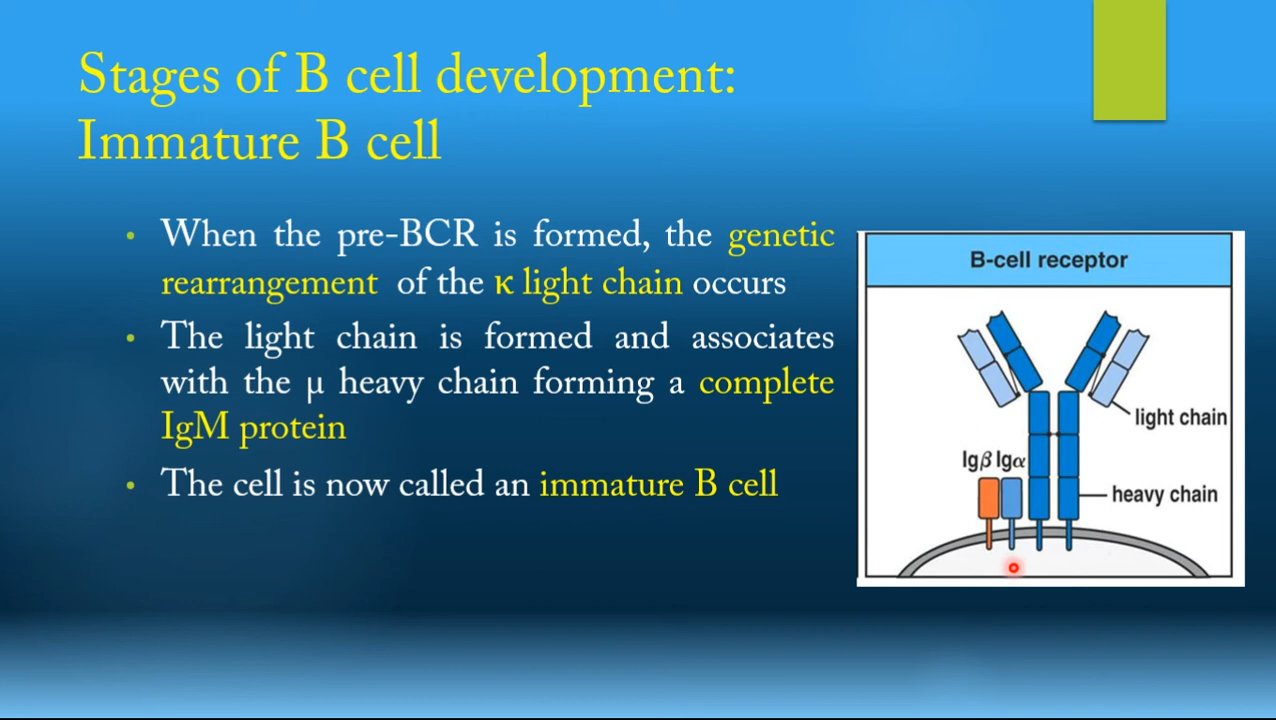 Stages of B cell development:
Immature B cell
• When the pre-BCR is formed, the genetic
rearrangement of the κ light chain occurs
• The light chain is formed and associates
with the μ heavy chain forming a complete
IgM protein
• The cell is now called an immature B cell
B-cell receptor
light chain
Igβ Igα
heavy chain